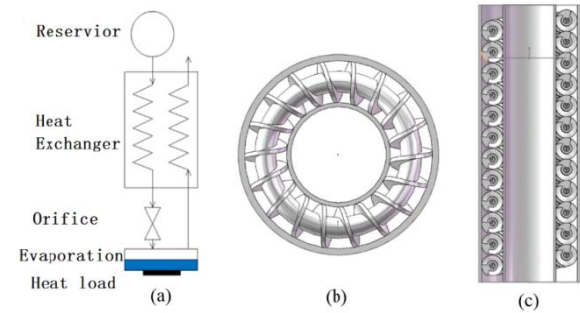 Reservior
Heat
Exchanger
Orifice
Evaporation
Heat load
(a)
(b)
(c)